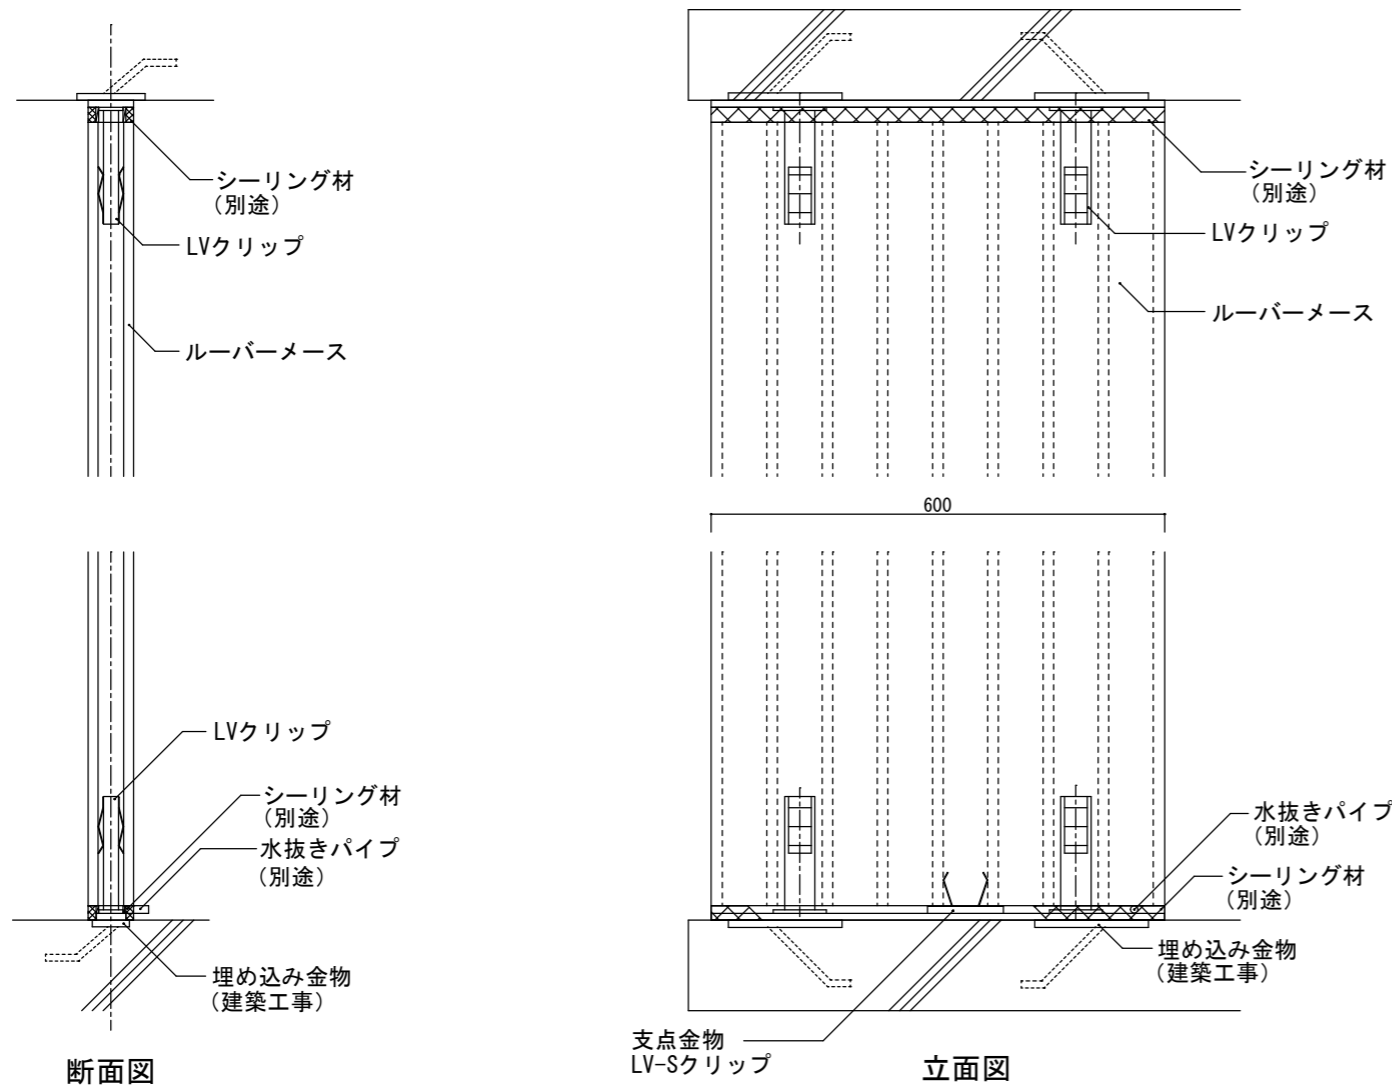 シーリング材
(別途)
LVクリップ
ルーバーメース
LVクリップ
シーリング材
(別途)
水抜きパイプ
(別途)
埋め込み金物
(建築工事)
断面図
シーリング材
(別途)
LVクリップ
ルーバーメース
600
水抜きパイプ
(別途)
シーリング材
(別途)
埋め込み金物
(建築工事)
支点金物
LV-Sクリップ
立面図